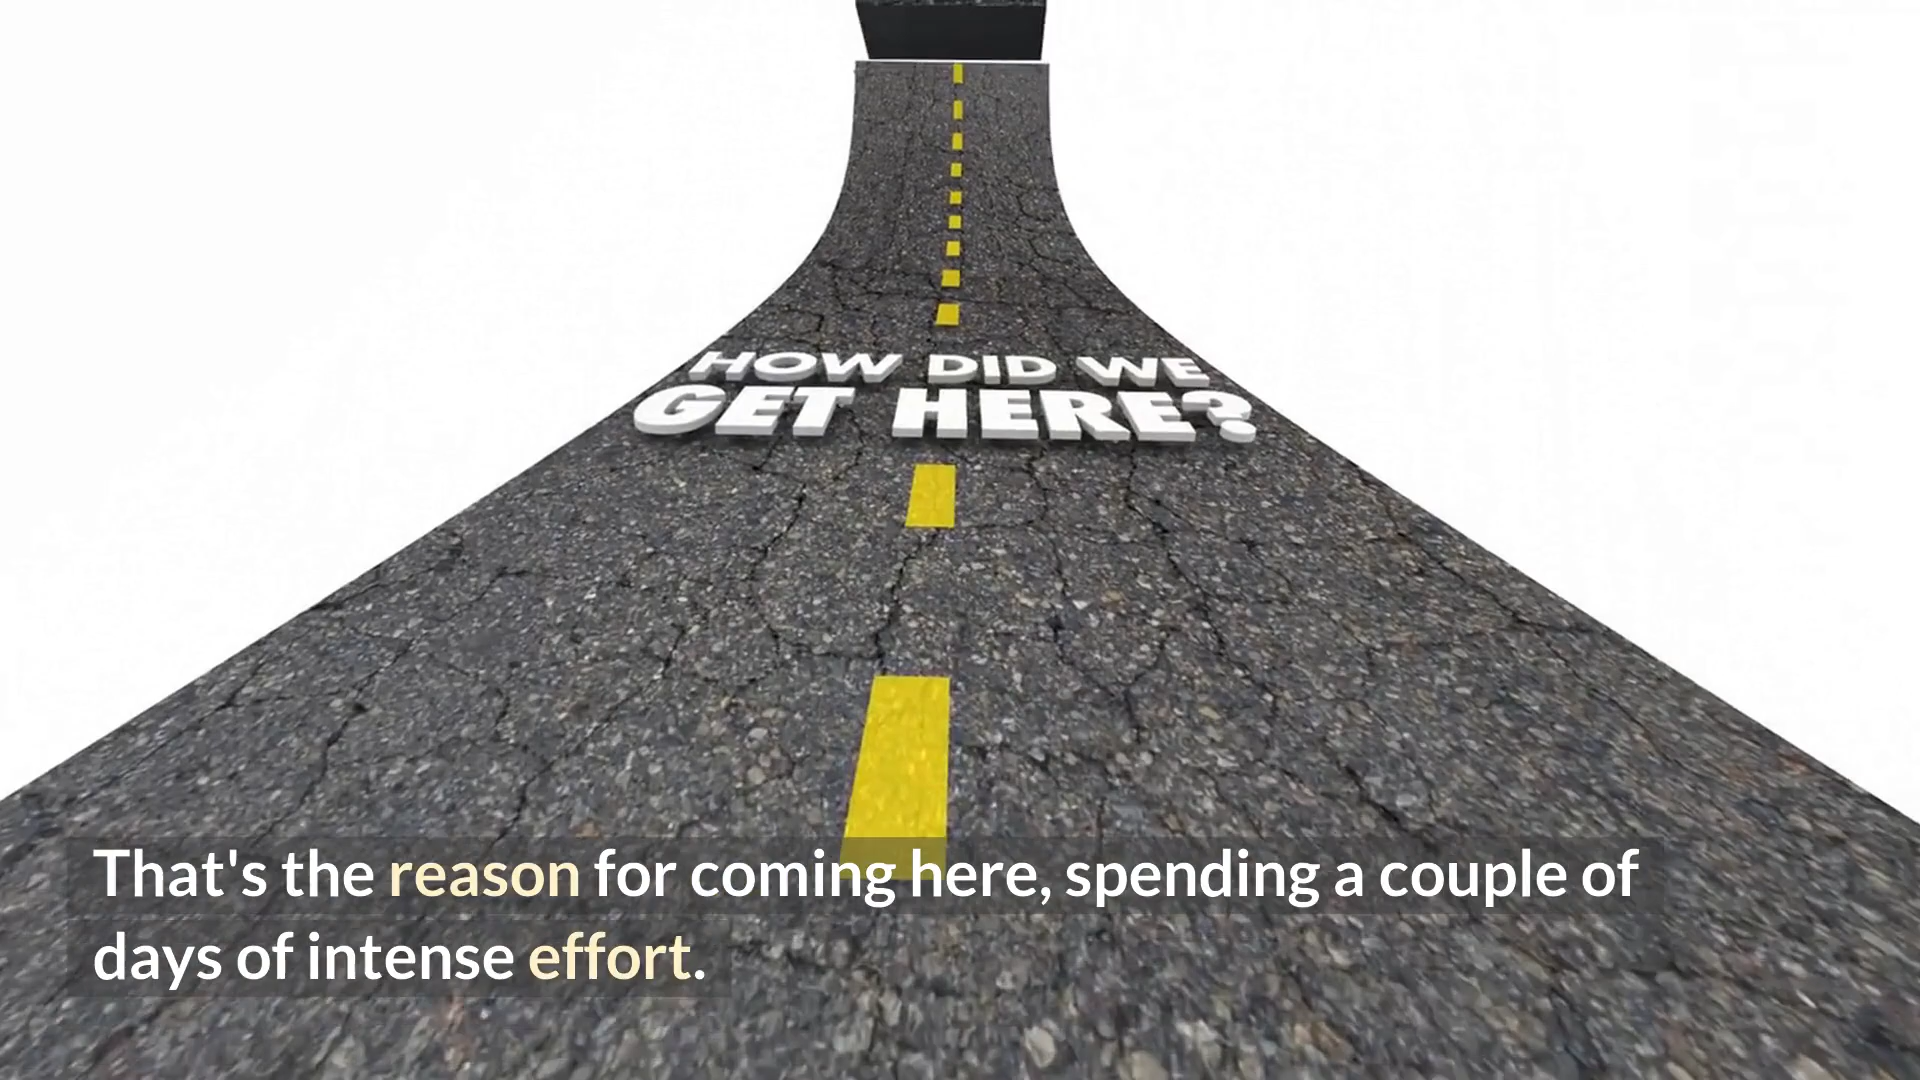 HOW DID WE
GET HERE?
That's the reason for coming here, spending a couple of
days of intense effort.